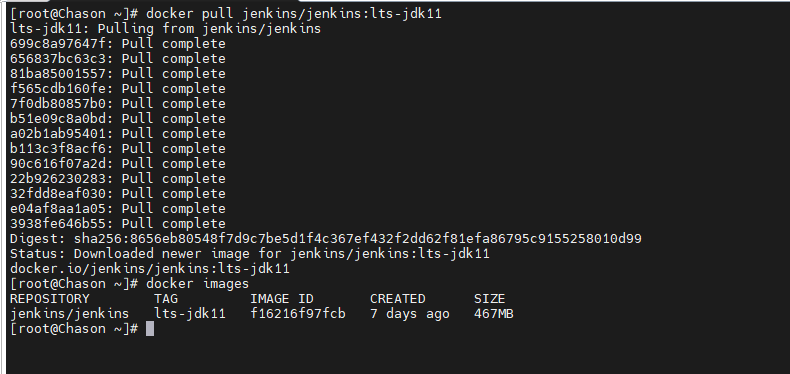 [root@Chason ~]# docker pull jenkins/jenkins:lts-jdk11
lts-jdk11: Pulling from jenkins/jenkins
699c8a97647f: Pull complete
656837bc63c3: Pull complete
81ba85001557: Pull complete
f565cdb160fe: Pull complete
7f0db80857b0: Pull complete
b51e09c8a0bd: Pull complete
a02b1ab95401: Pull complete
b113c3f8acf6: Pull complete
90c616f07a2d: Pull complete
22b926230283: Pull complete
32fdd8eaf030: Pull complete
e04af8aa1a05: Pull complete
3938fe646b55: Pull complete
Digest: sha256:8656eb80548f7d9c7be5d1f4c367ef432f2dd62f81efa86795c9155258010d99
Status: Downloaded newer image for jenkins/jenkins:lts-jdk11
docker.io/jenkins/jenkins:lts-jdk11
[root@Chason ~]# docker images
REPOSITORY TAG IMAGE ID CREATED SIZE
jenkins/jenkins lts-jdk11 f16216f97fcb 7 days ago 467MB
[root@Chason ~]#